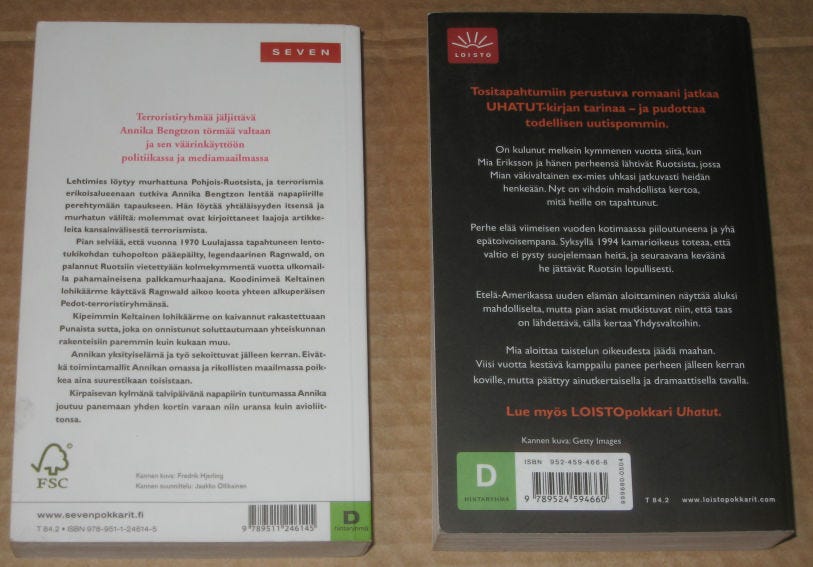 SEVEN
Terroristiryhmää jäljittävä
Annika Bengtzon törmää valtaan
ja sen väärinkäyttöön
politiikassa ja mediamaailmassa
Lehtimies löytyy murhattuna Pohjois-Ruotsista, ja terrorismia
erikoisalueenaan tutkiva Annika Bengtzon lentää napapiirille
perehtymään tapaukseen. Hän löytää yhtäläisyyden itsensä ja
murhatun väliltä: molemmat ovat kirjoittaneet laajoja artikke-
leita kansainvälisestä terrorismista.
Pian selviää, että vuonna 1970 Luulajassa tapahtuneen lento-
tukikohdan tuhopolton pääepäilty, legendaarinen Ragnwald, on
palannut Ruotsiin vietettyään kolmekymmentä vuotta ulkomail-
la pahamaineisena palkkamurhaajana. Koodinimeä Keltainen
lohikäärme käyttävä Ragnwald aikoo koota yhteen alkuperäisen
Pedot-terroristiryhmänsä.
Kipeimmin Keltainen lohikäärme on kaivannut rakastettuaan
Punaista sutta, joka on onnistunut soluttautumaan yhteiskunnan
rakenteisiin paremmin kuin kukaan muu.
Annikan yksityiselämä ja työ sekoittuvat jälleen kerran. Eivät-
kä toimintamallit Annikan omassa ja rikollisten maailmassa poik-
kea aina suurestikaan toisistaan.
Kirpaisevan kylmänä talvipäivänä napapiirin tuntumassa Annika
joutuu panemaan yhden kortin varaan niin uransa kuin avioliit-
tonsa.
FSC
Kannen kuva: Fredrik Hjerling
Kannen suunnittelu: Jaakko Ollikainen
www.sevenpokkarit.fi
T 84.2 • ISBN 978-951-1-24614-5
9 789511 246145
D
hintaryhmä
LOISTO
Tositapahtumiin perustuva romaani jatkaa
UHATUT-kirjan tarinaa – ja pudottaa
todellisen uutispommin.
On kulunut melkein kymmenen vuotta siitä, kun
Mia Eriksson ja hänen perheensä lähtivät Ruotsista, jossa
Mian väkivaltainen ex-mies uhkasi jatkuvasti heidän
henkeään. Nyt on vihdoin mahdollista kertoa,
mitä heille on tapahtunut.
Perhe elää viimeisen vuoden kotimaassa piiloutuneena ja yhä
epätoivoisempana. Syksyllä 1994 kamarioikeus toteaa, että
valtio ei pysty suojelemaan heitä, ja seuraavana keväänä
he jättävät Ruotsin lopullisesti.
Etelä-Amerikassa uuden elämän aloittaminen näyttää aluksi
mahdolliselta, mutta pian asiat mutkistuvat niin, että taas
on lähdettävä, tällä kertaa Yhdysvaltoihin.
Mia aloittaa taistelun oikeudesta jäädä maahan.
Viisi vuotta kestävä kamppailu panee perheen jälleen kerran
koville, mutta päättyy ainutkertaisella ja dramaattisella tavalla.
Lue myös LOISTOpokkari Uhatut.
Kannen kuva: Getty Images
D
HINTARYHMÄ
ISBN 952-459-466-8
9 789524 594660
999680-0504
T 84.2 www.loistopokkarit.com